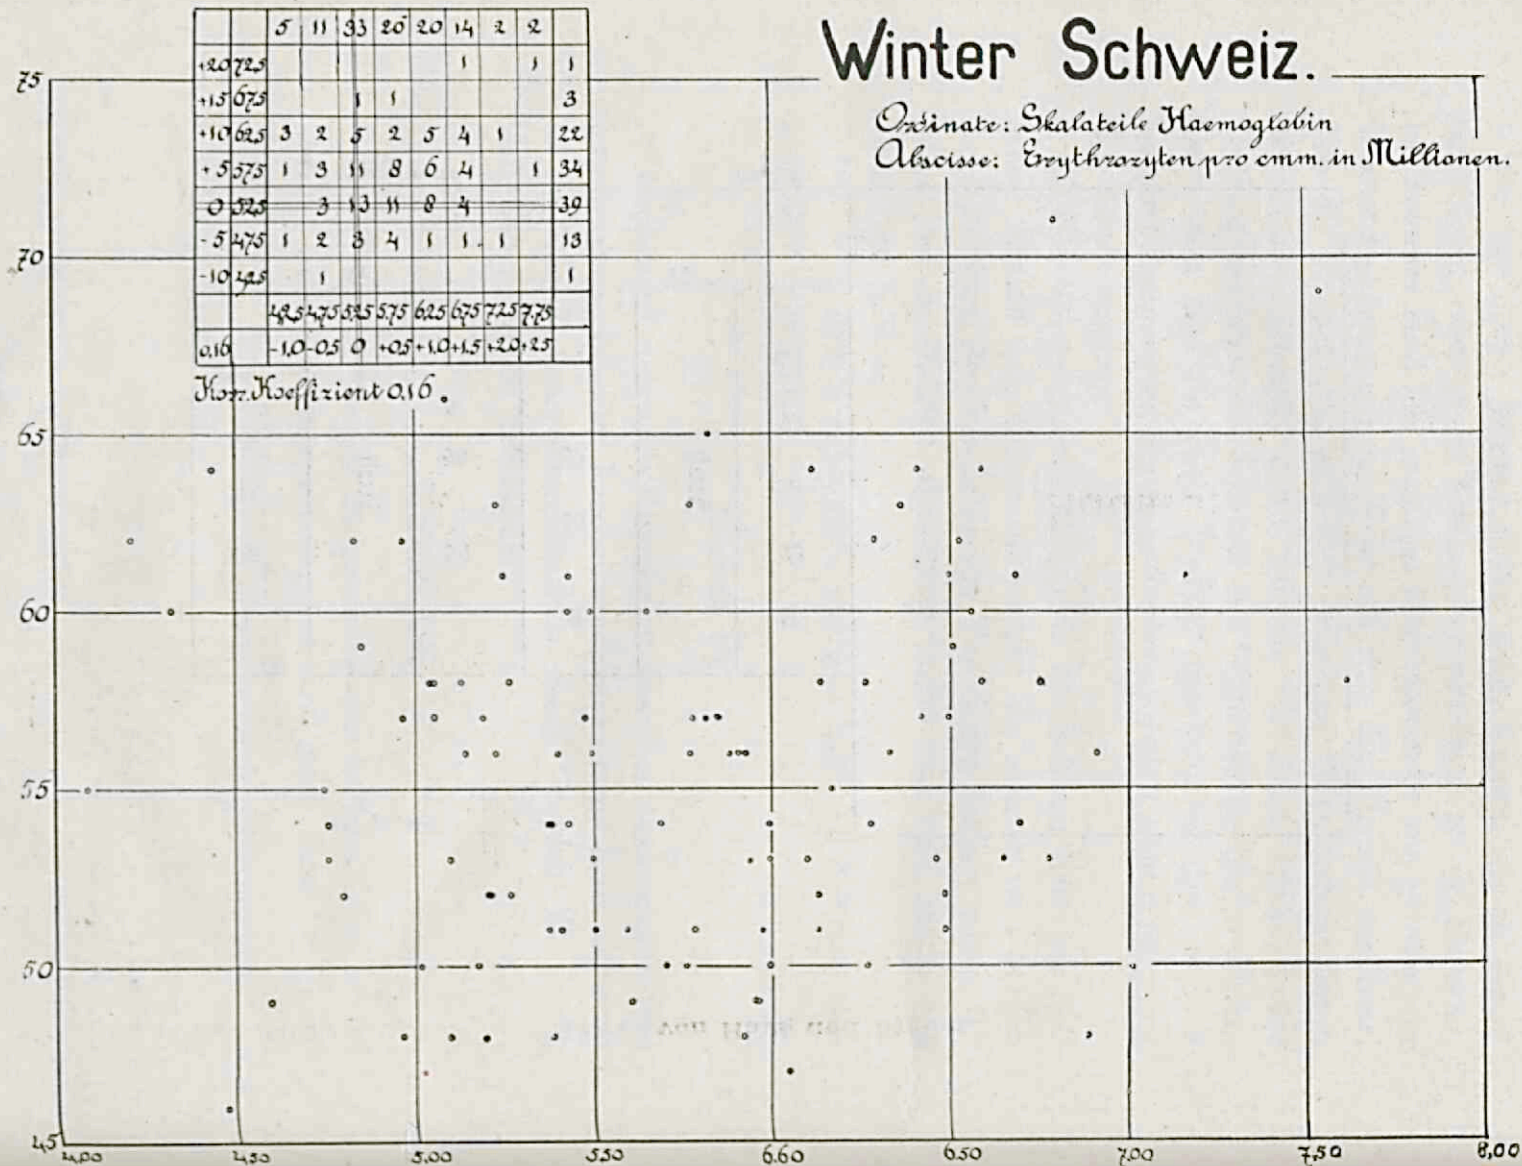 Winter Schweiz.
Ordinate: Skalateile Haemoglobin
Abscisse: Erythrozyten pro cmm. in Millionen.
5 11 33 26 20 14 2 2
+20 72,5 1 1 1
+15 67,5 1 1 3
+10 62,5 3 2 5 2 5 4 1 22
+5 57,5 1 3 11 8 6 4 1 34
0 52,5 3 13 11 8 4 39
-5 47,5 1 2 3 4 1 1 1 13
-10 42,5 1 1
4,25 4,75 5,25 5,75 6,25 6,75 7,25 7,75
0,16 -1,0 -0,5 0 +0,5 +1,0 +1,5 +2,0 +2,5
Korr. Koeffizient 0,16.
75
70
65
60
55
50
45
4,00 4,50 5,00 5,50 6,60 6,50 7,00 7,50 8,00